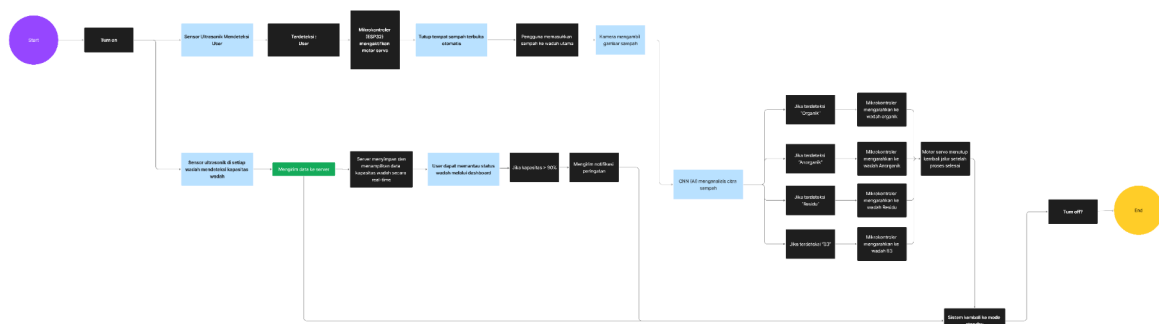 Start
Turn on
Sensor Ultrasonik Mendeteksi
User
Terdeteksi :
User
Mikrokontroler
(ESP32)
mengaktifkan
motor servo
Tutup tempat sampah terbuka
otomatis
Pengguna memasukkan
sampah ke wadah utama
Kamera mengambil
gambar sampah
Sensor ultrasonik di setiap
wadah mendeteksi kapasitas
wadah
Mengirim data ke server
Server menyimpan dan
menampilkan data
kapasitas wadah secara
real-time
User dapat memantau status
wadah melalui dashboard
Jika kapasitas > 90%
Mengirim notifikasi
peringatan
CNN (AI) menganalisis citra
sampah
Jika terdeteksi
"Organik"
Mikrokontroler
mengarahkan ke
wadah organik
Jika terdeteksi
"Anorganik"
Mikrokontroler
mengarahkan ke
wadah Anorganik
Jika terdeteksi
"Residu"
Mikrokontroler
mengarahkan ke
wadah Residu
Jika terdeteksi "B3"
Mikrokontroler
mengarahkan ke
wadah B3
Motor servo menutup
kembali jalur setelah
proses selesai
Sistem kembali ke mode
Turn off?
End